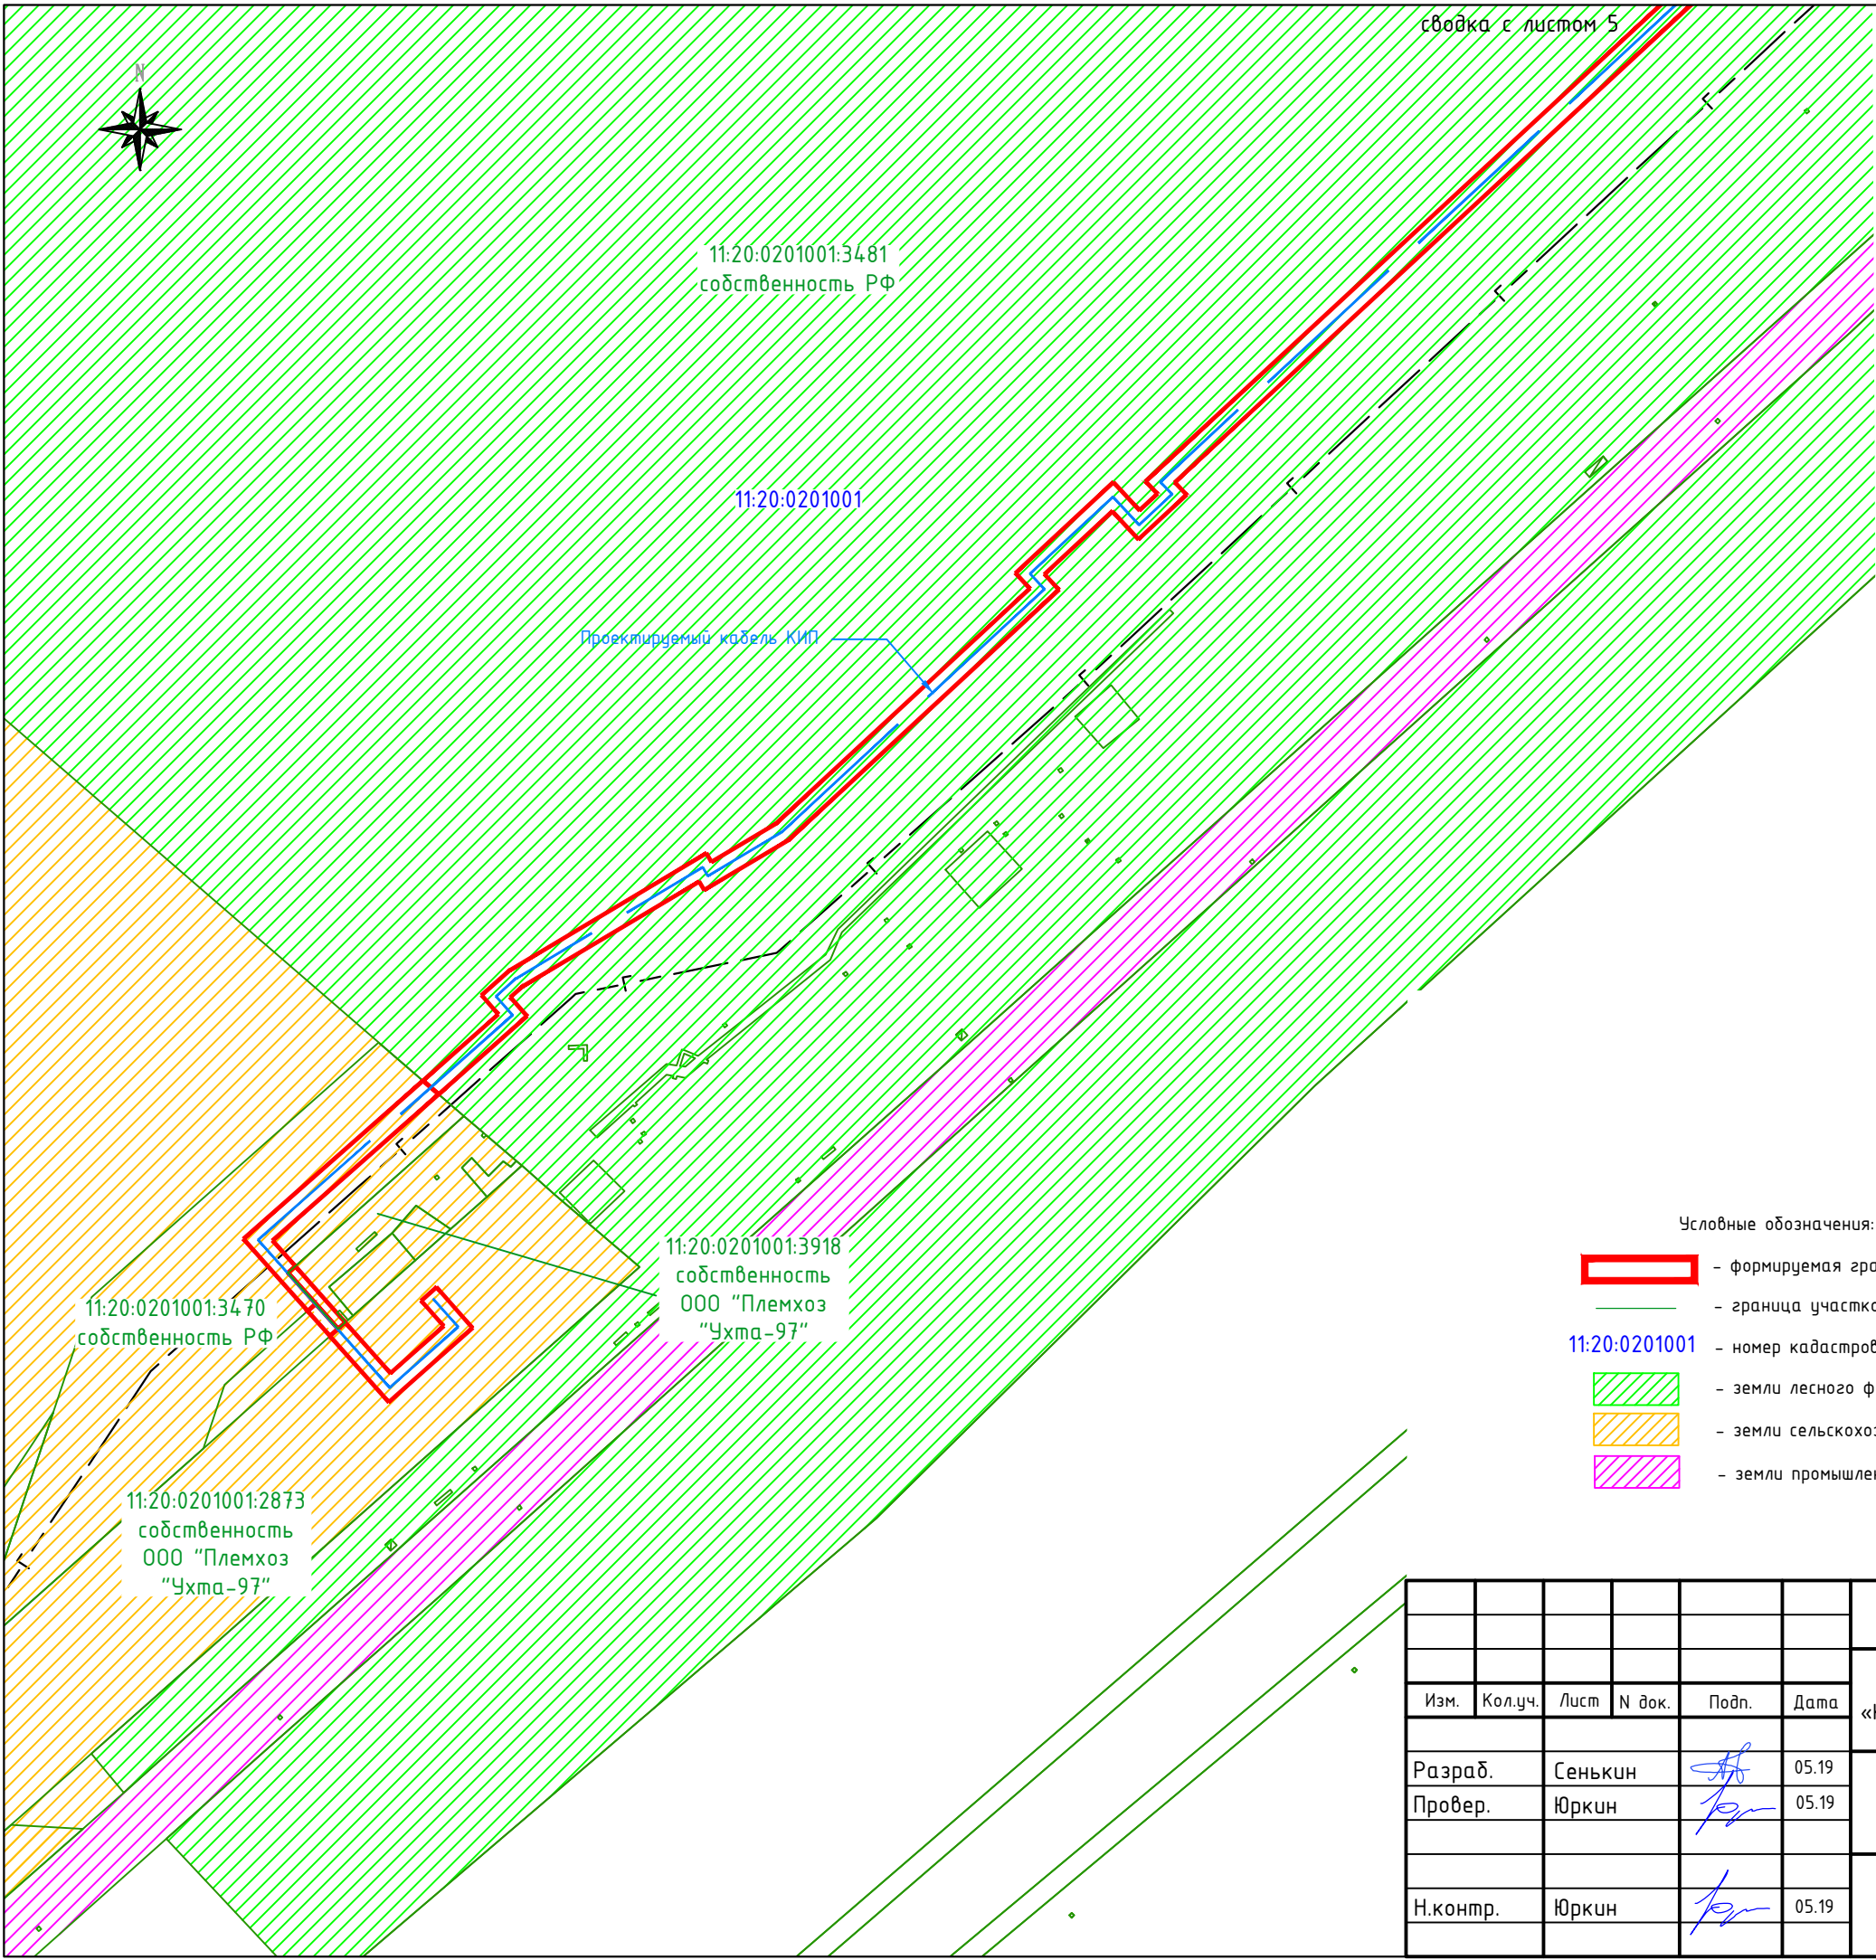 сводка с листом 5
N
11:20:0201001:3481
собственность РФ
11:20:0201001
Проектируемый кабель КИП
11:20:0201001:3918
собственность
ООО "Племхоз
"Ухта-97"
11:20:0201001:3470
собственность РФ
11:20:0201001:2873
собственность
ООО "Племхоз
"Ухта-97"
Условные обозначения:
- формируемая гра
- граница участко
11:20:0201001 - номер кадастров
- земли лесного ф
- земли сельскохоз
- земли промышлен
Изм. Кол.уч. Лист N док. Подп. Дата
Разраб. Сенькин 05.19
Провер. Юркин 05.19
Н.контр. Юркин 05.19